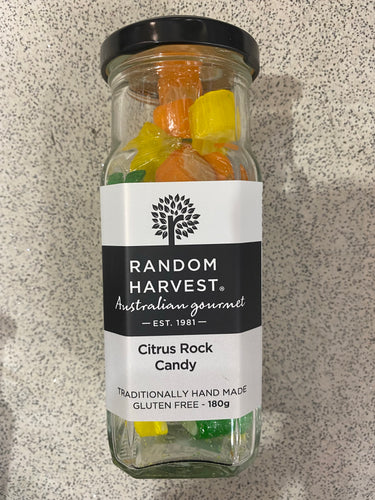 r
RANDOM
HARVEST®
Australian gourmet
— EST. 1981 —
Citrus Rock
Candy
TRADITIONALLY HAND MADE
GLUTEN FREE - 180g